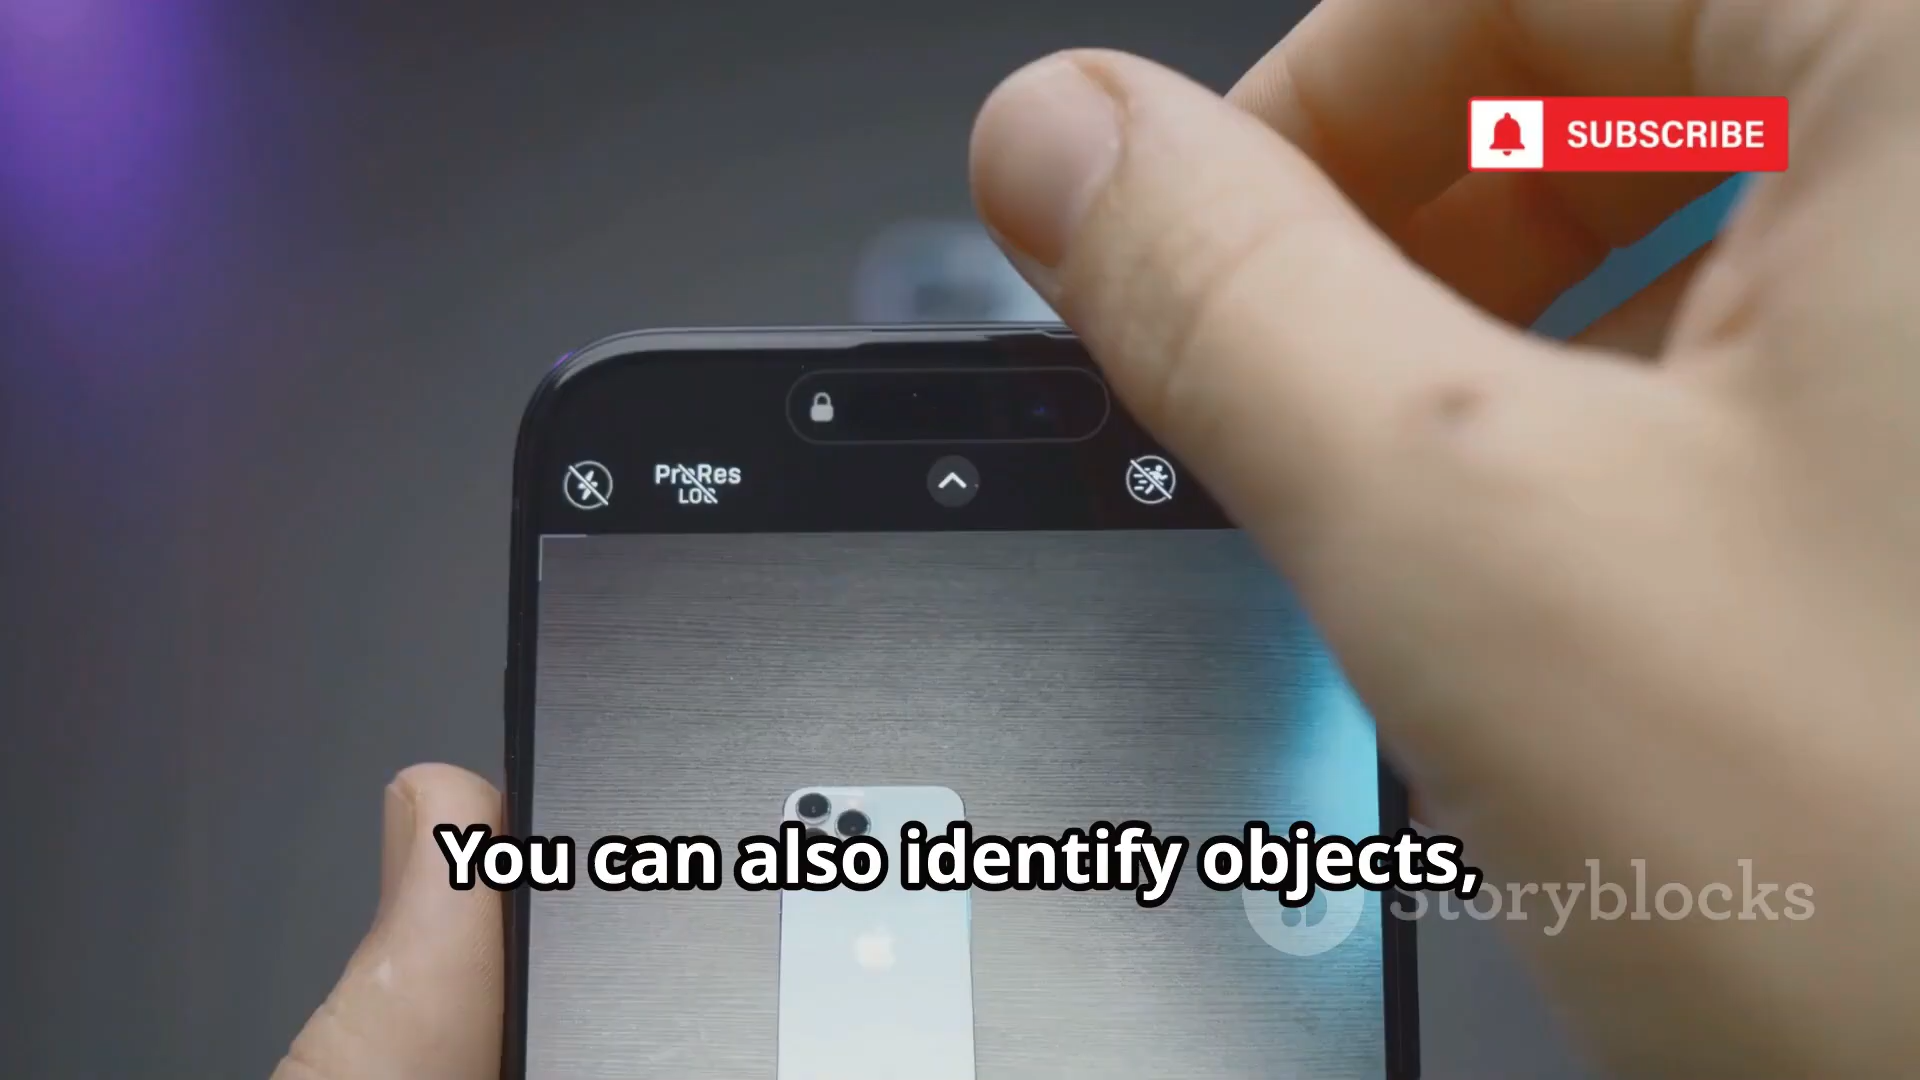 SUBSCRIBE
ProRes
LOG
You can also identify objects,
Storyblocks